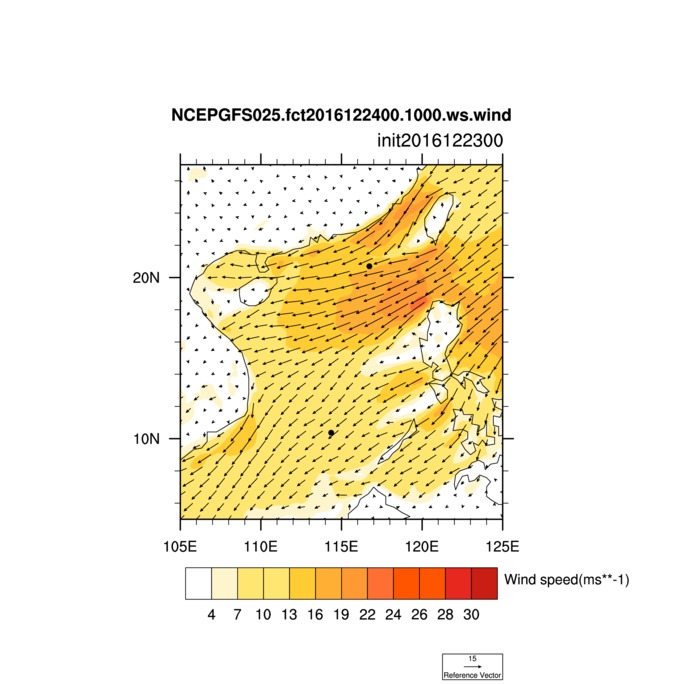 NCEPGFS025.fct2016122400.1000.ws.wind
init2016122300
20N
10N
105E 110E 115E 120E 125E
Wind speed(ms**-1)
4 7 10 13 16 19 22 24 26 28 30
15
Reference Vector